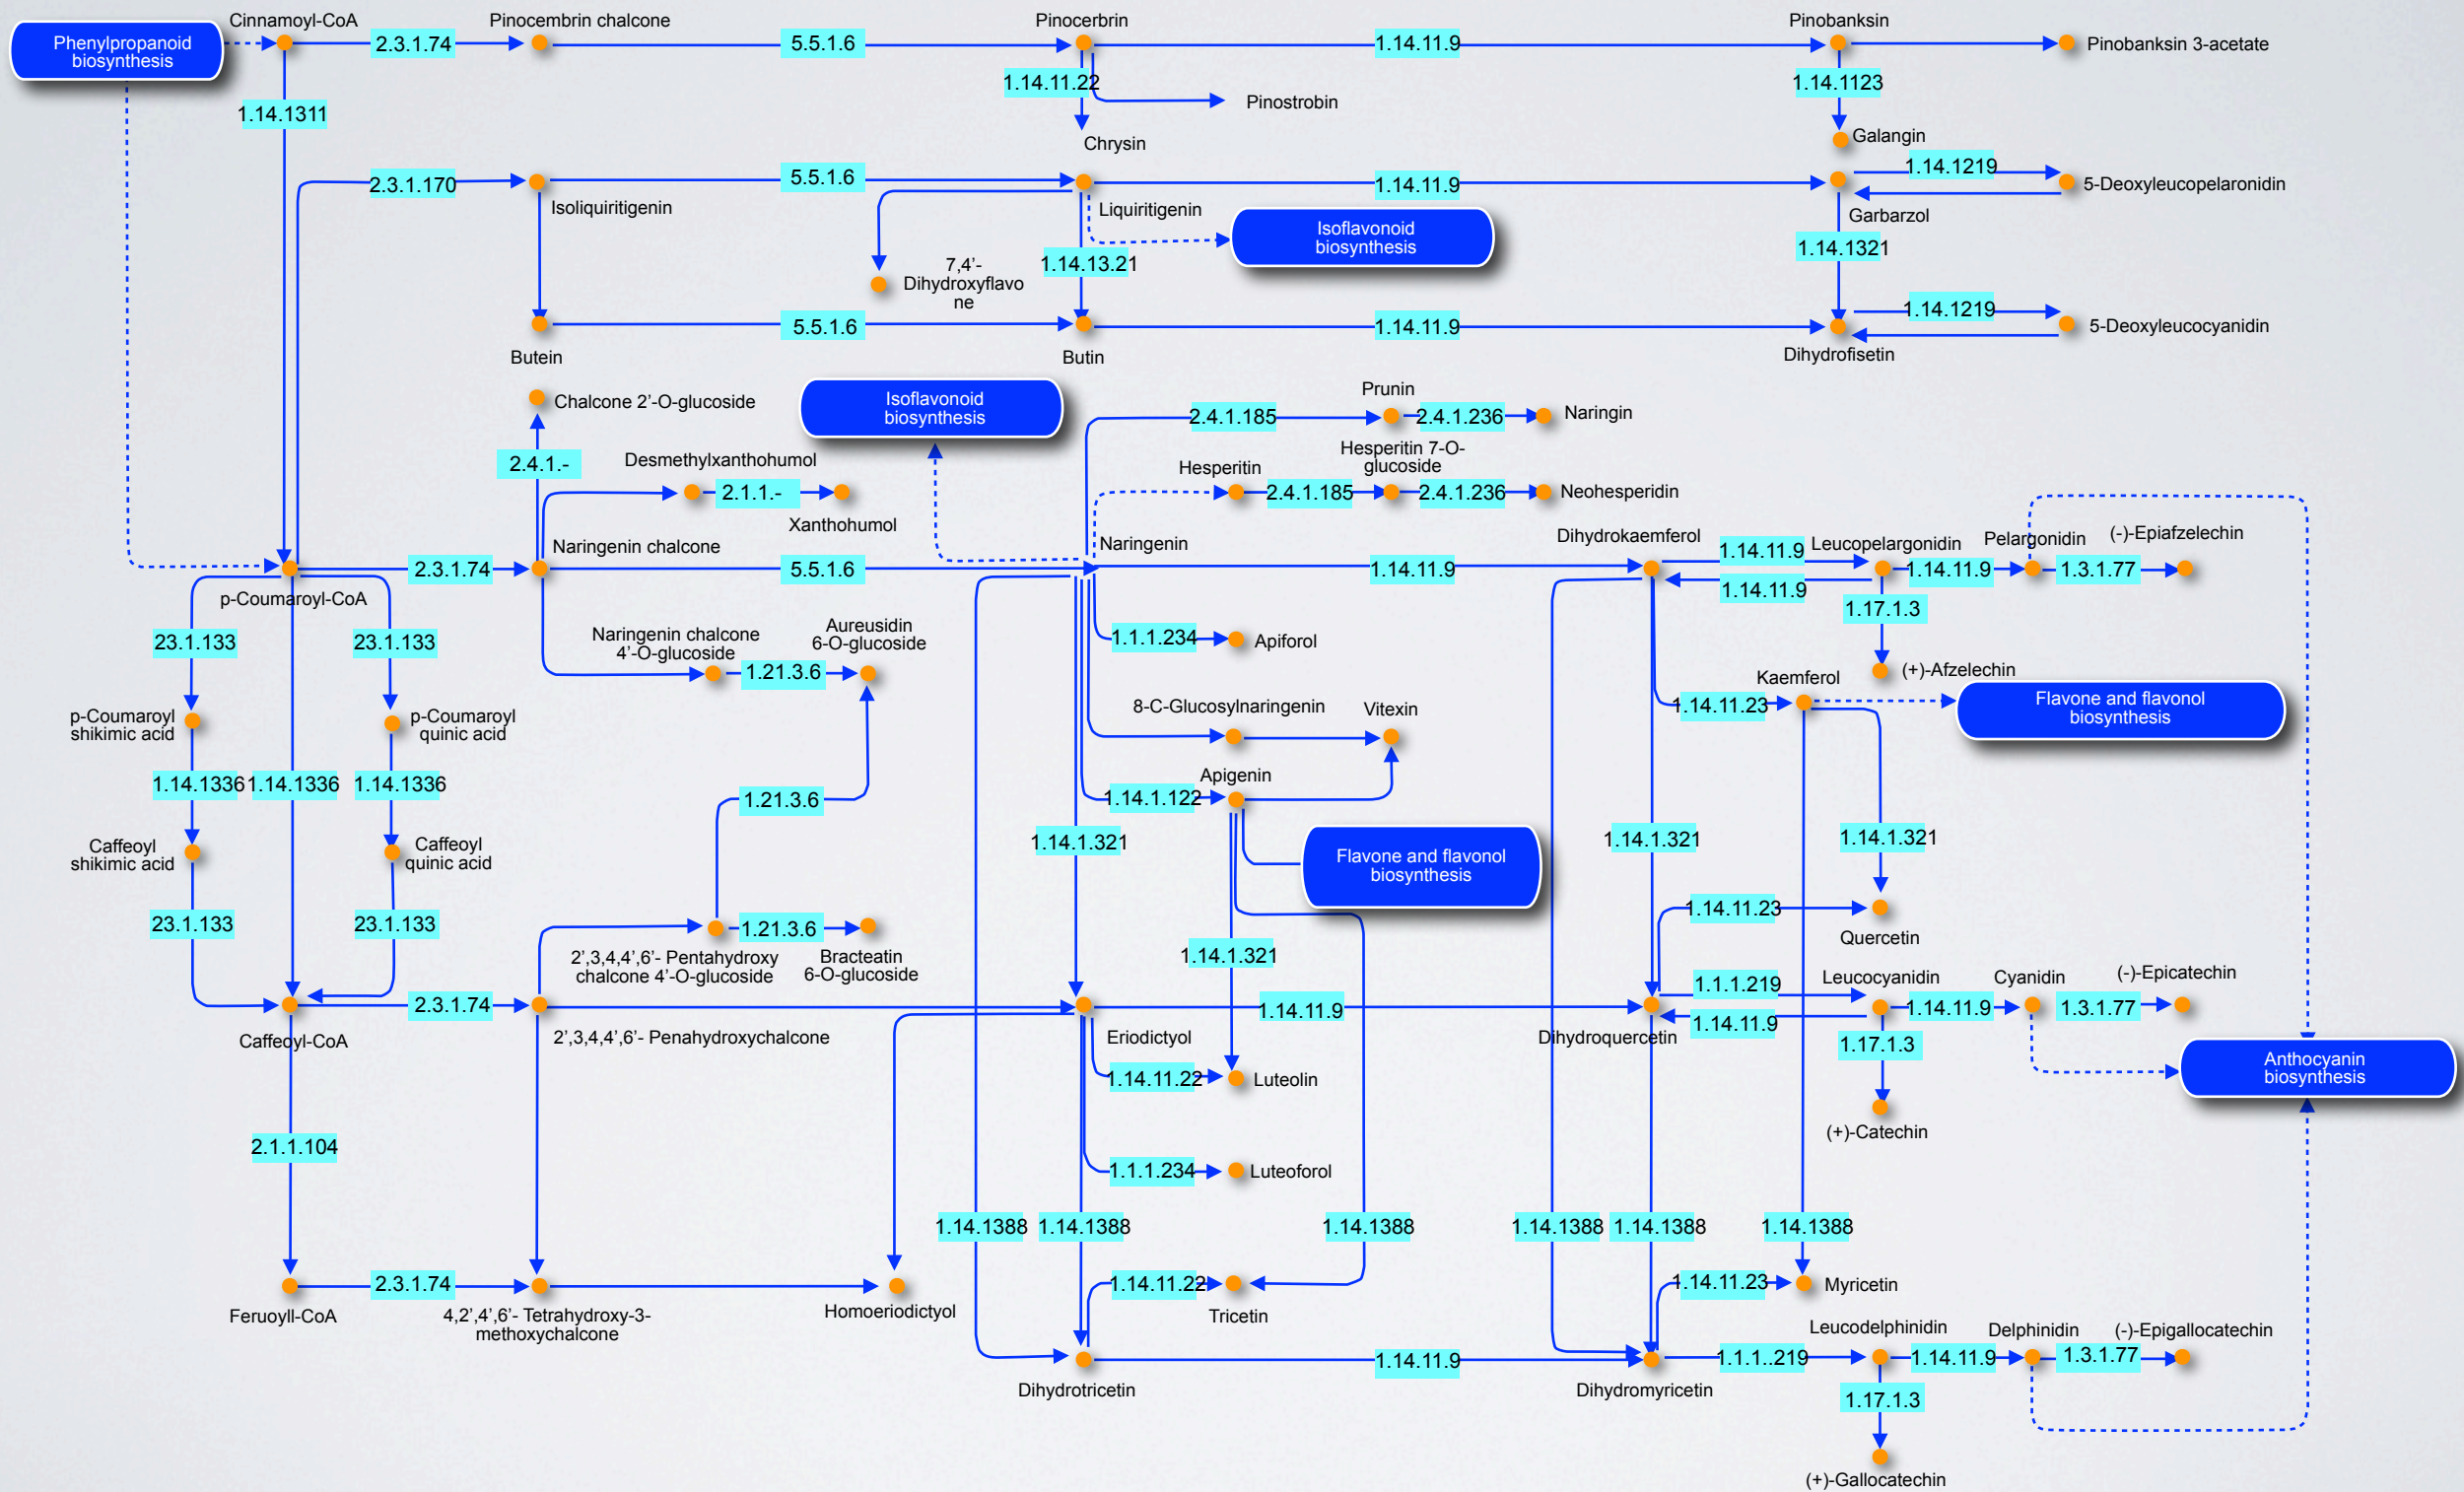 Cinnamoyl-CoA
Pinocembrin chalcone
Pinocerbrin
Pinobanksin
Phenylpropanoid
biosynthesis
2.3.1.74
5.5.1.6
1.14.11.9
Pinobanksin 3-acetate
1.14.11.22
1.14.1123
1.14.1311
Pinostrobin
Chrysin
Galangin
2.3.1.170
5.5.1.6
1.14.11.9
1.14.1219
5-Deoxyleucopelaronidin
Isoliquiritigenin
Liquiritigenin
Garbarzol
Isoflavonoid
biosynthesis
1.14.1321
7,4’-
Dihydroxyflavo
ne
1.14.13.21
5.5.1.6
1.14.11.9
1.14.1219
5-Deoxyleucocyanidin
Butein
Butin
Dihydrofisetin
Chalcone 2’-O-glucoside
Isoflavonoid
biosynthesis
Prunin
2.4.1.185
2.4.1.236
Naringin
2.4.1.-
Desmethylxanthohumol
Hesperitin
Hesperitin 7-O-
glucoside
2.1.1.-
2.4.1.185
2.4.1.236
Neohesperidin
Xanthohumol
Naringenin chalcone
Naringenin
Dihydrokaemferol
1.14.11.9
Leucopelargonidin
Pelargonidin
(-)-Epiafzelechin
2.3.1.74
5.5.1.6
1.14.11.9
1.14.11.9
1.3.1.77
1.14.11.9
p-Coumaroyl-CoA
1.17.1.3
23.1.133
23.1.133
Naringenin chalcone
4’-O-glucoside
Aureusidin
6-O-glucoside
1.1.1.234
Apiforol
1.21.3.6
(+)-Afzelechin
Kaemferol
p-Coumaroyl
shikimic acid
p-Coumaroyl
quinic acid
8-C-Glucosylnaringenin
Vitexin
1.14.11.23
Flavone and flavonol
biosynthesis
1.14.1336
1.14.1336
1.14.1336
1.21.3.6
Apigenin
1.14.1.122
1.14.1.321
1.14.1.321
1.14.1.321
Caffeoyl
shikimic acid
Caffeoyl
quinic acid
Flavone and flavonol
biosynthesis
23.1.133
23.1.133
1.21.3.6
1.14.11.23
Quercetin
2’,3,4,4’,6’- Pentahydroxy
chalcone 4’-O-glucoside
Bracteatin
6-O-glucoside
1.14.1.321
1.1.1.219
Leucocyanidin
Cyanidin
(-)-Epicatechin
2.3.1.74
1.14.11.9
1.14.11.9
1.3.1.77
1.14.11.9
Caffeoyl-CoA
2’,3,4,4’,6’- Penahydroxychalcone
Eriodictyol
Dihydroquercetin
1.17.1.3
Anthocyanin
biosynthesis
1.14.11.22
Luteolin
(+)-Catechin
2.1.1.104
1.1.1.234
Luteoforol
1.14.1388
1.14.1388
1.14.1388
1.14.1388
1.14.1388
1.14.1388
2.3.1.74
1.14.11.22
1.14.11.23
Myricetin
Feruoyll-CoA
4,2’,4’,6’- Tetrahydroxy-3-
methoxychalcone
Homoeriodictyol
Tricetin
Leucodelphinidin
Delphinidin
(-)-Epigallocatechin
1.14.11.9
1.1.1..219
1.14.11.9
1.3.1.77
Dihydrotricetin
Dihydromyricetin
1.17.1.3
(+)-Gallocatechin